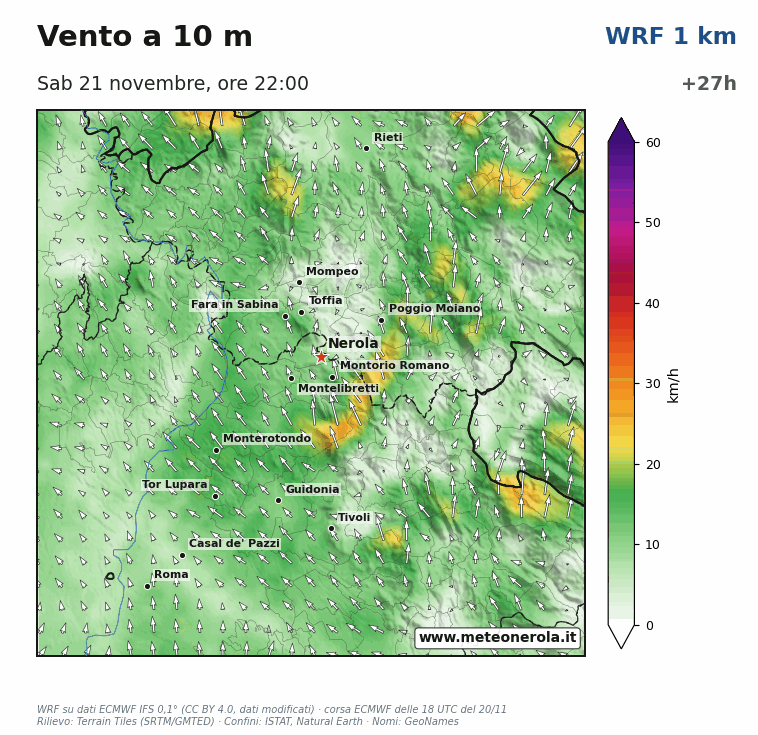 Vento a 10 m
WRF 1 km
Sab 21 novembre, ore 22:00
+27h
Rieti
Mompeo
Toffia
Fara in Sabina
Poggio Moiano
Nerola
Montorio Romano
Montelibretti
Monterotondo
Tor Lupara
Guidonia
Tivoli
Casal de' Pazzi
Roma
www.meteonerola.it
60
50
40
30
20
10
0
km/h
WRF su dati ECMWF IFS 0,1° (CC BY 4.0, dati modificati) · corsa ECMWF delle 18 UTC del 20/11
Rilievo: Terrain Tiles (SRTM/GMTED) · Confini: ISTAT, Natural Earth · Nomi: GeoNames